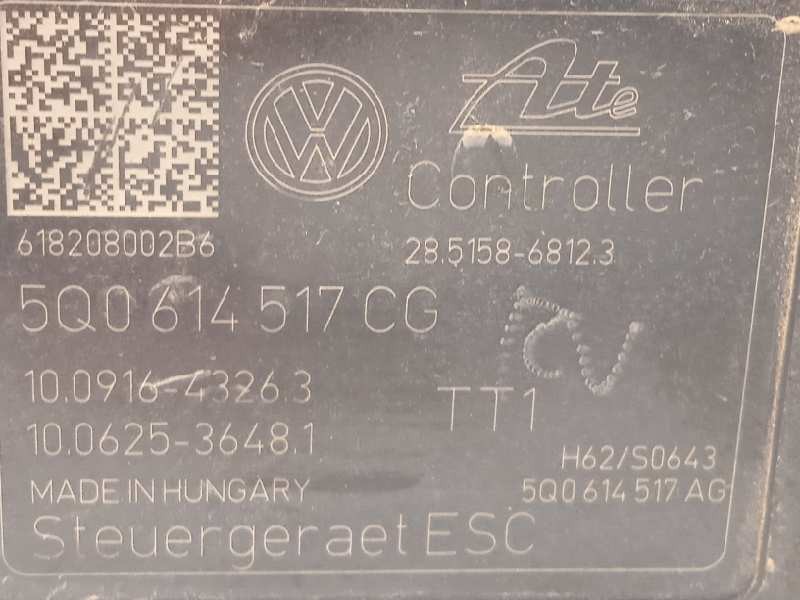 Ate
Controller
618208002B6
28.5158-6812.3
5Q0 614 517 CG
10.0916-4326.3
TT1
10.0625-3648.1
H62/S0643
MADE IN HUNGARY
5Q0 614 517 AG
Steuergeraet ESC